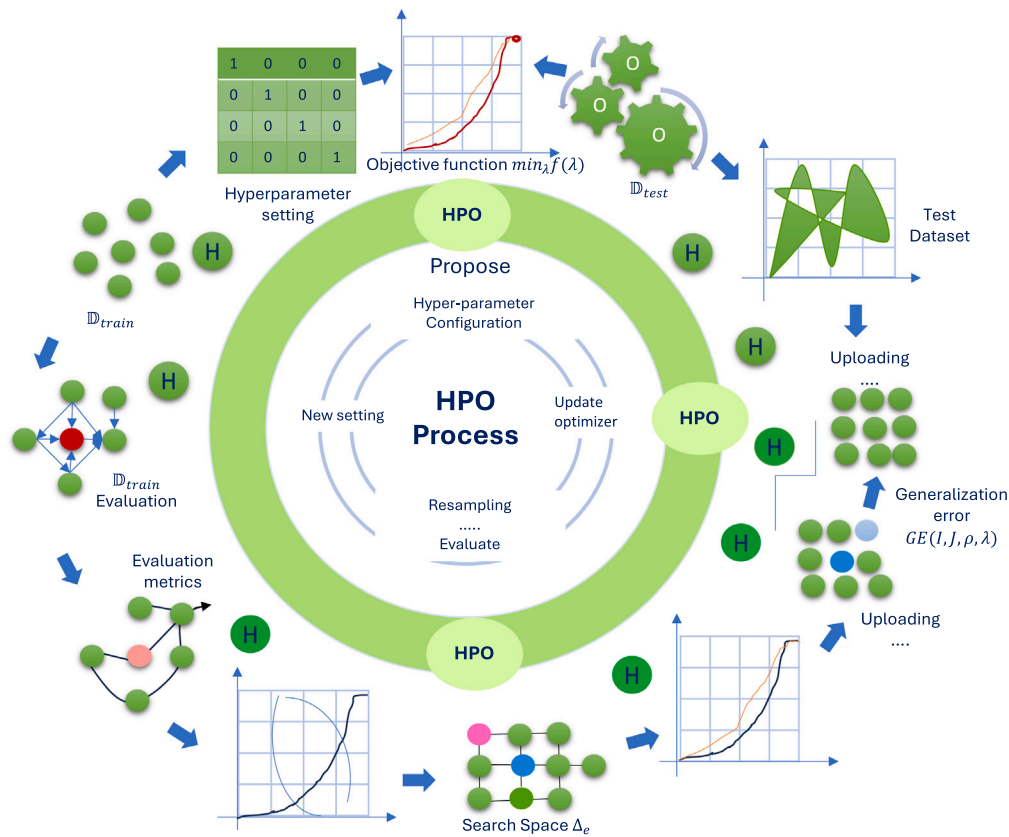 1 0 0 0
0 1 0 0
0 0 1 0
0 0 0 1
Hyperparameter
setting
Objective function min_λ f(λ)
O
O
O
𝔻_test
Test
Dataset
HPO
H
H
Propose
Hyper-parameter
Configuration
𝔻_train
H
H
Uploading
....
New setting
HPO
Process
Update
optimizer
HPO
H
𝔻_train
Evaluation
Generalization
error
GE(I, J, ρ, λ)
Resampling
.....
Evaluate
H
Evaluation
metrics
H
HPO
Uploading
....
H
Search Space Δ_e